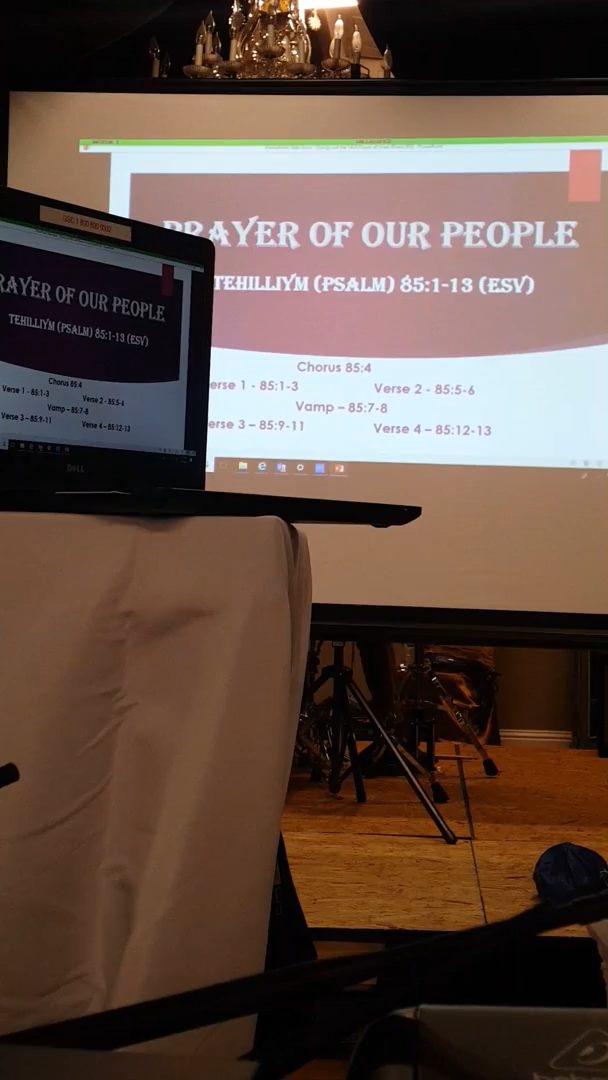 PRAYER OF OUR PEOPLE
TEHILLIYM (PSALM) 85:1-13 (ESV)
Chorus 85:4
erse 1 - 85:1-3 Verse 2 - 85:5-6
Vamp – 85:7-8
erse 3 – 85:9-11 Verse 4 – 85:12-13
RAYER OF OUR PEOPLE
TEHILLIYM (PSALM) 85:1-13 (ESV)
Chorus 85:4
Verse 1 - 85:1-3 Verse 2 - 85:5-6
Vamp – 85:7-8
Verse 3 – 85:9-11 Verse 4 – 85:12-13
DELL